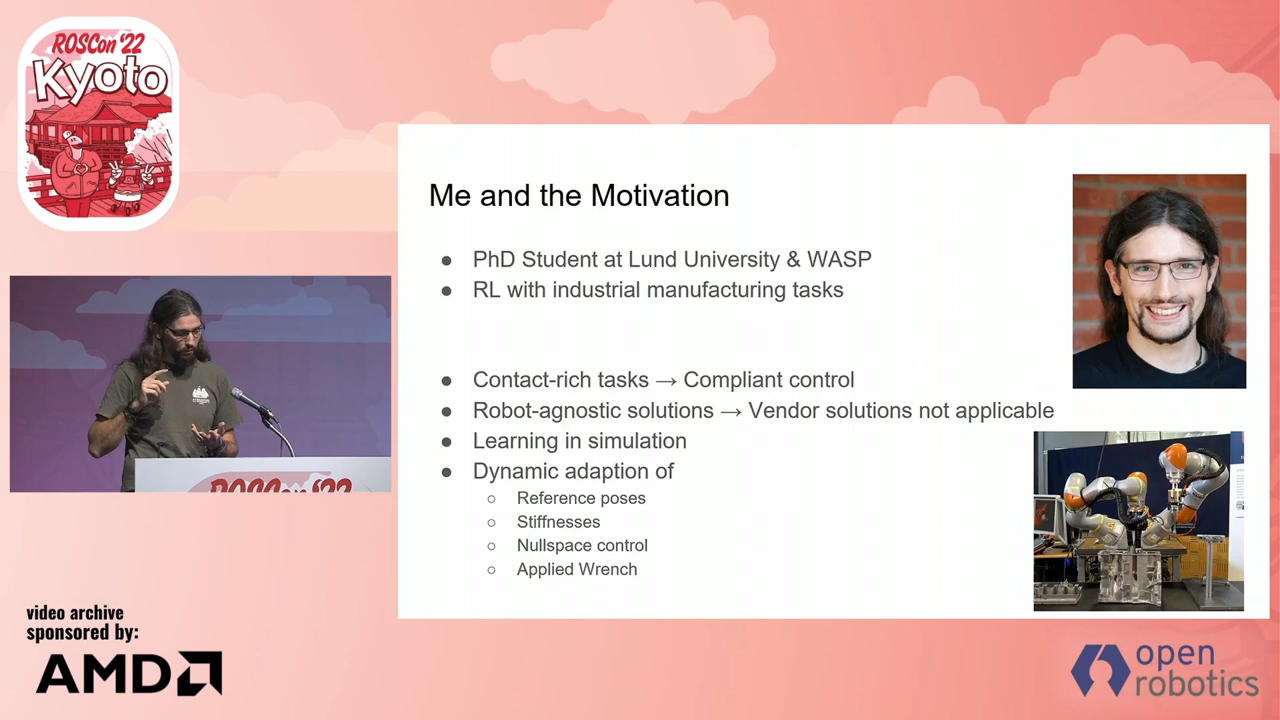 ROSCon '22
Kyoto
Me and the Motivation
● PhD Student at Lund University & WASP
● RL with industrial manufacturing tasks
● Contact-rich tasks → Compliant control
● Robot-agnostic solutions → Vendor solutions not applicable
● Learning in simulation
● Dynamic adaption of
○ Reference poses
○ Stiffnesses
○ Nullspace control
○ Applied Wrench
ROSCon '22
video archive
sponsored by:
AMD
open
robotics